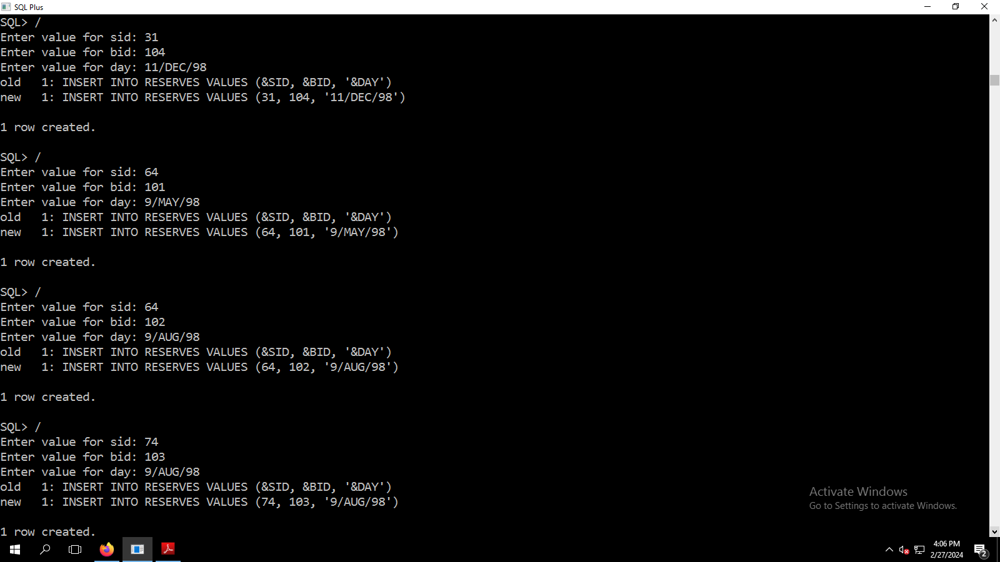 SQL Plus
SQL> /
Enter value for sid: 31
Enter value for bid: 104
Enter value for day: 11/DEC/98
old   1: INSERT INTO RESERVES VALUES (&SID, &BID, '&DAY')
new   1: INSERT INTO RESERVES VALUES (31, 104, '11/DEC/98')
1 row created.
SQL> /
Enter value for sid: 64
Enter value for bid: 101
Enter value for day: 9/MAY/98
old   1: INSERT INTO RESERVES VALUES (&SID, &BID, '&DAY')
new   1: INSERT INTO RESERVES VALUES (64, 101, '9/MAY/98')
1 row created.
SQL> /
Enter value for sid: 64
Enter value for bid: 102
Enter value for day: 9/AUG/98
old   1: INSERT INTO RESERVES VALUES (&SID, &BID, '&DAY')
new   1: INSERT INTO RESERVES VALUES (64, 102, '9/AUG/98')
1 row created.
SQL> /
Enter value for sid: 74
Enter value for bid: 103
Enter value for day: 9/AUG/98
old   1: INSERT INTO RESERVES VALUES (&SID, &BID, '&DAY')
new   1: INSERT INTO RESERVES VALUES (74, 103, '9/AUG/98')
1 row created.
Activate Windows
Go to Settings to activate Windows.
4:06 PM
2/27/2024
2